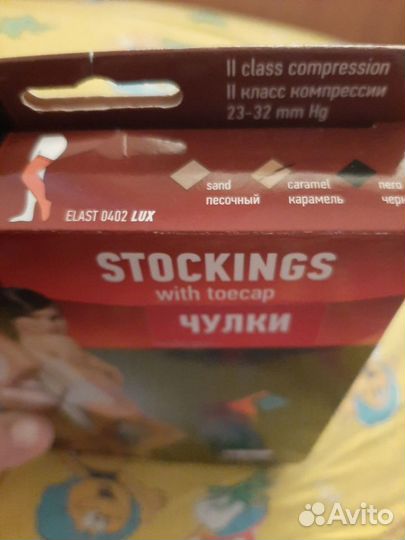 II class compression
II класс компрессии
23-32 mm Hg
sand
песочный
caramel
карамель
nero
ELAST 0402 LUX
STOCKINGS
with toecap
ЧУЛКИ
Avito